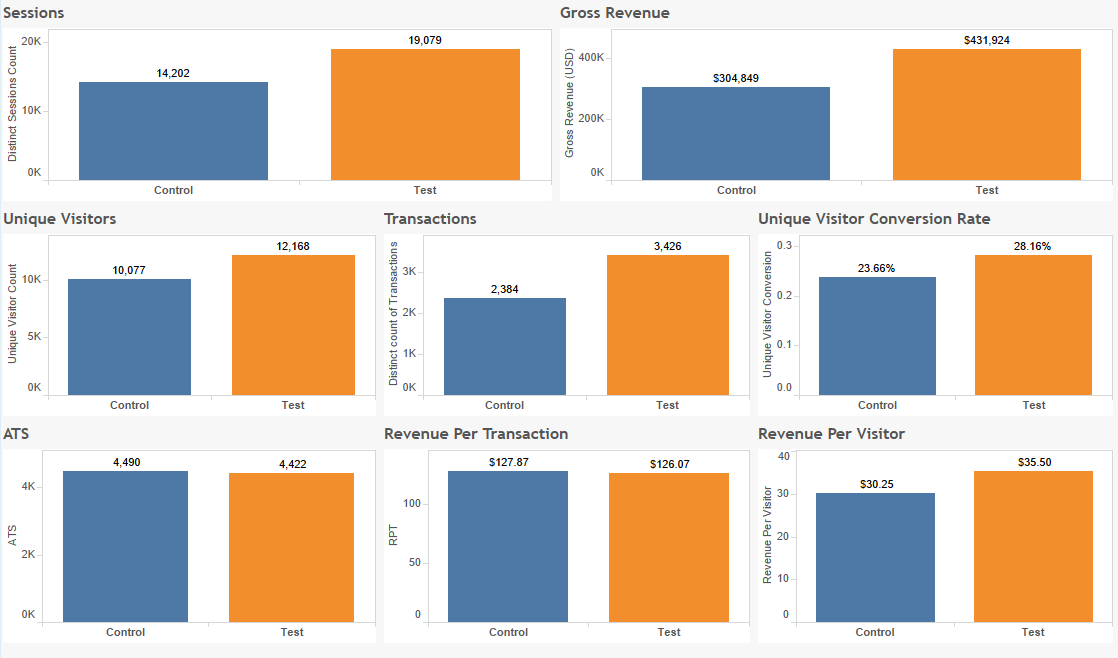 Sessions
Distinct Sessions Count
20K
10K
0K
14,202
19,079
Control
Test
Gross Revenue
Gross Revenue (USD)
400K
200K
0K
$304,849
$431,924
Control
Test
Unique Visitors
Unique Visitor Count
10K
5K
0K
10,077
12,168
Control
Test
Transactions
Distinct count of Transactions
3K
2K
1K
0K
2,384
3,426
Control
Test
Unique Visitor Conversion Rate
Unique Visitor Conversion
0.3
0.2
0.1
0.0
23.66%
28.16%
Control
Test
ATS
ATS
4K
2K
0K
4,490
4,422
Control
Test
Revenue Per Transaction
RPT
100
50
0
$127.87
$126.07
Control
Test
Revenue Per Visitor
Revenue Per Visitor
40
30
20
10
0
$30.25
$35.50
Control
Test